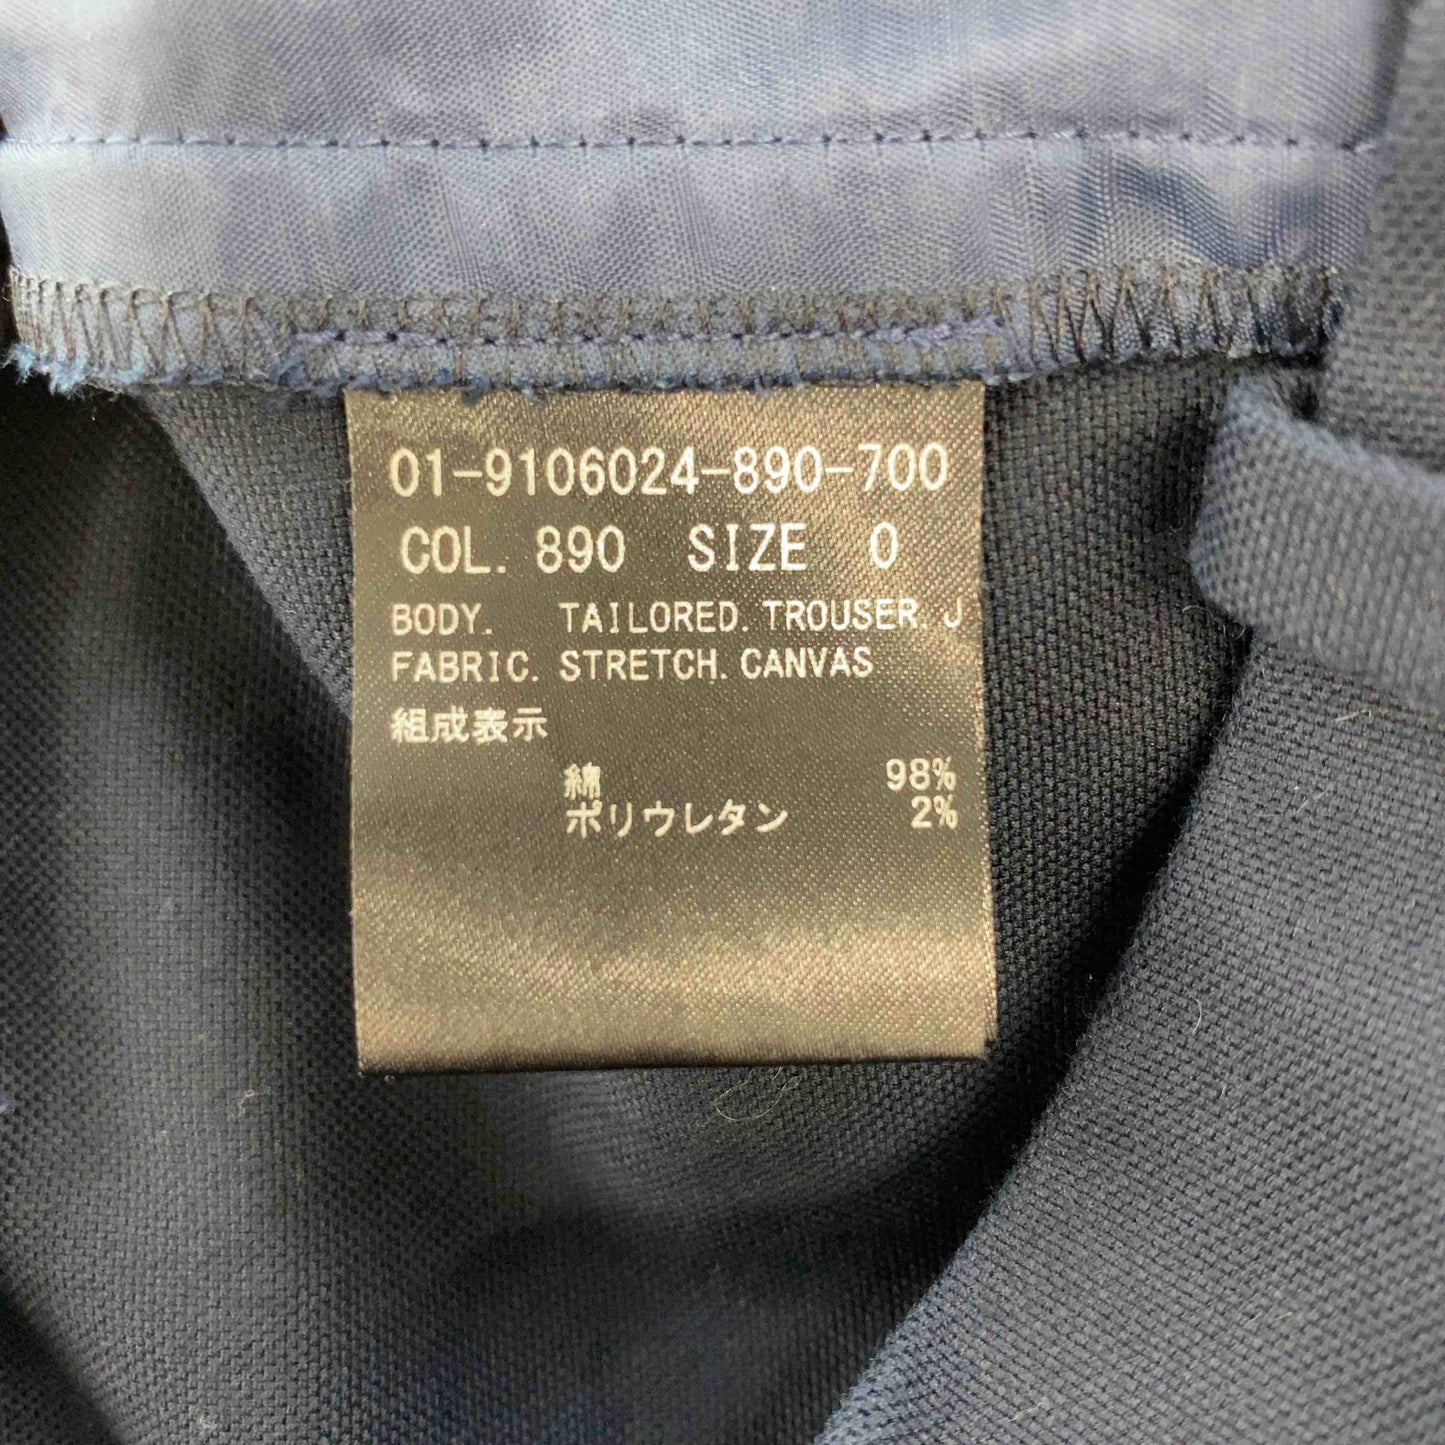 01-9106024-890-700
COL. 890 SIZE 0
BODY. TAILORED. TROUSER. J
FABRIC. STRETCH. CANVAS
組成表示
綿 98%
ポリウレタン 2%